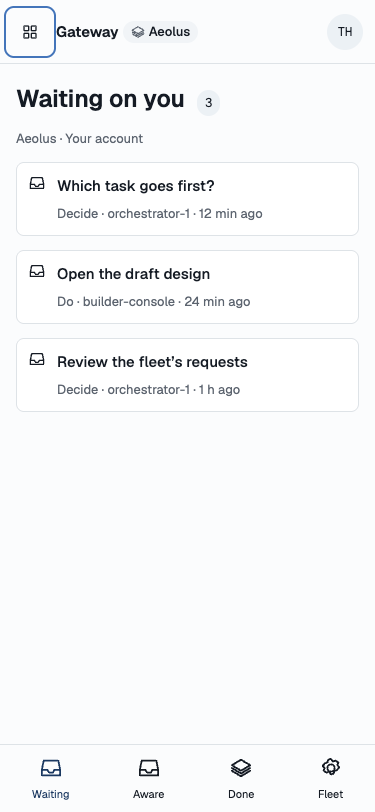 Gateway Aeolus TH
Waiting on you 3
Aeolus · Your account
Which task goes first?
Decide · orchestrator-1 · 12 min ago
Open the draft design
Do · builder-console · 24 min ago
Review the fleet’s requests
Decide · orchestrator-1 · 1 h ago
Waiting Aware Done Fleet